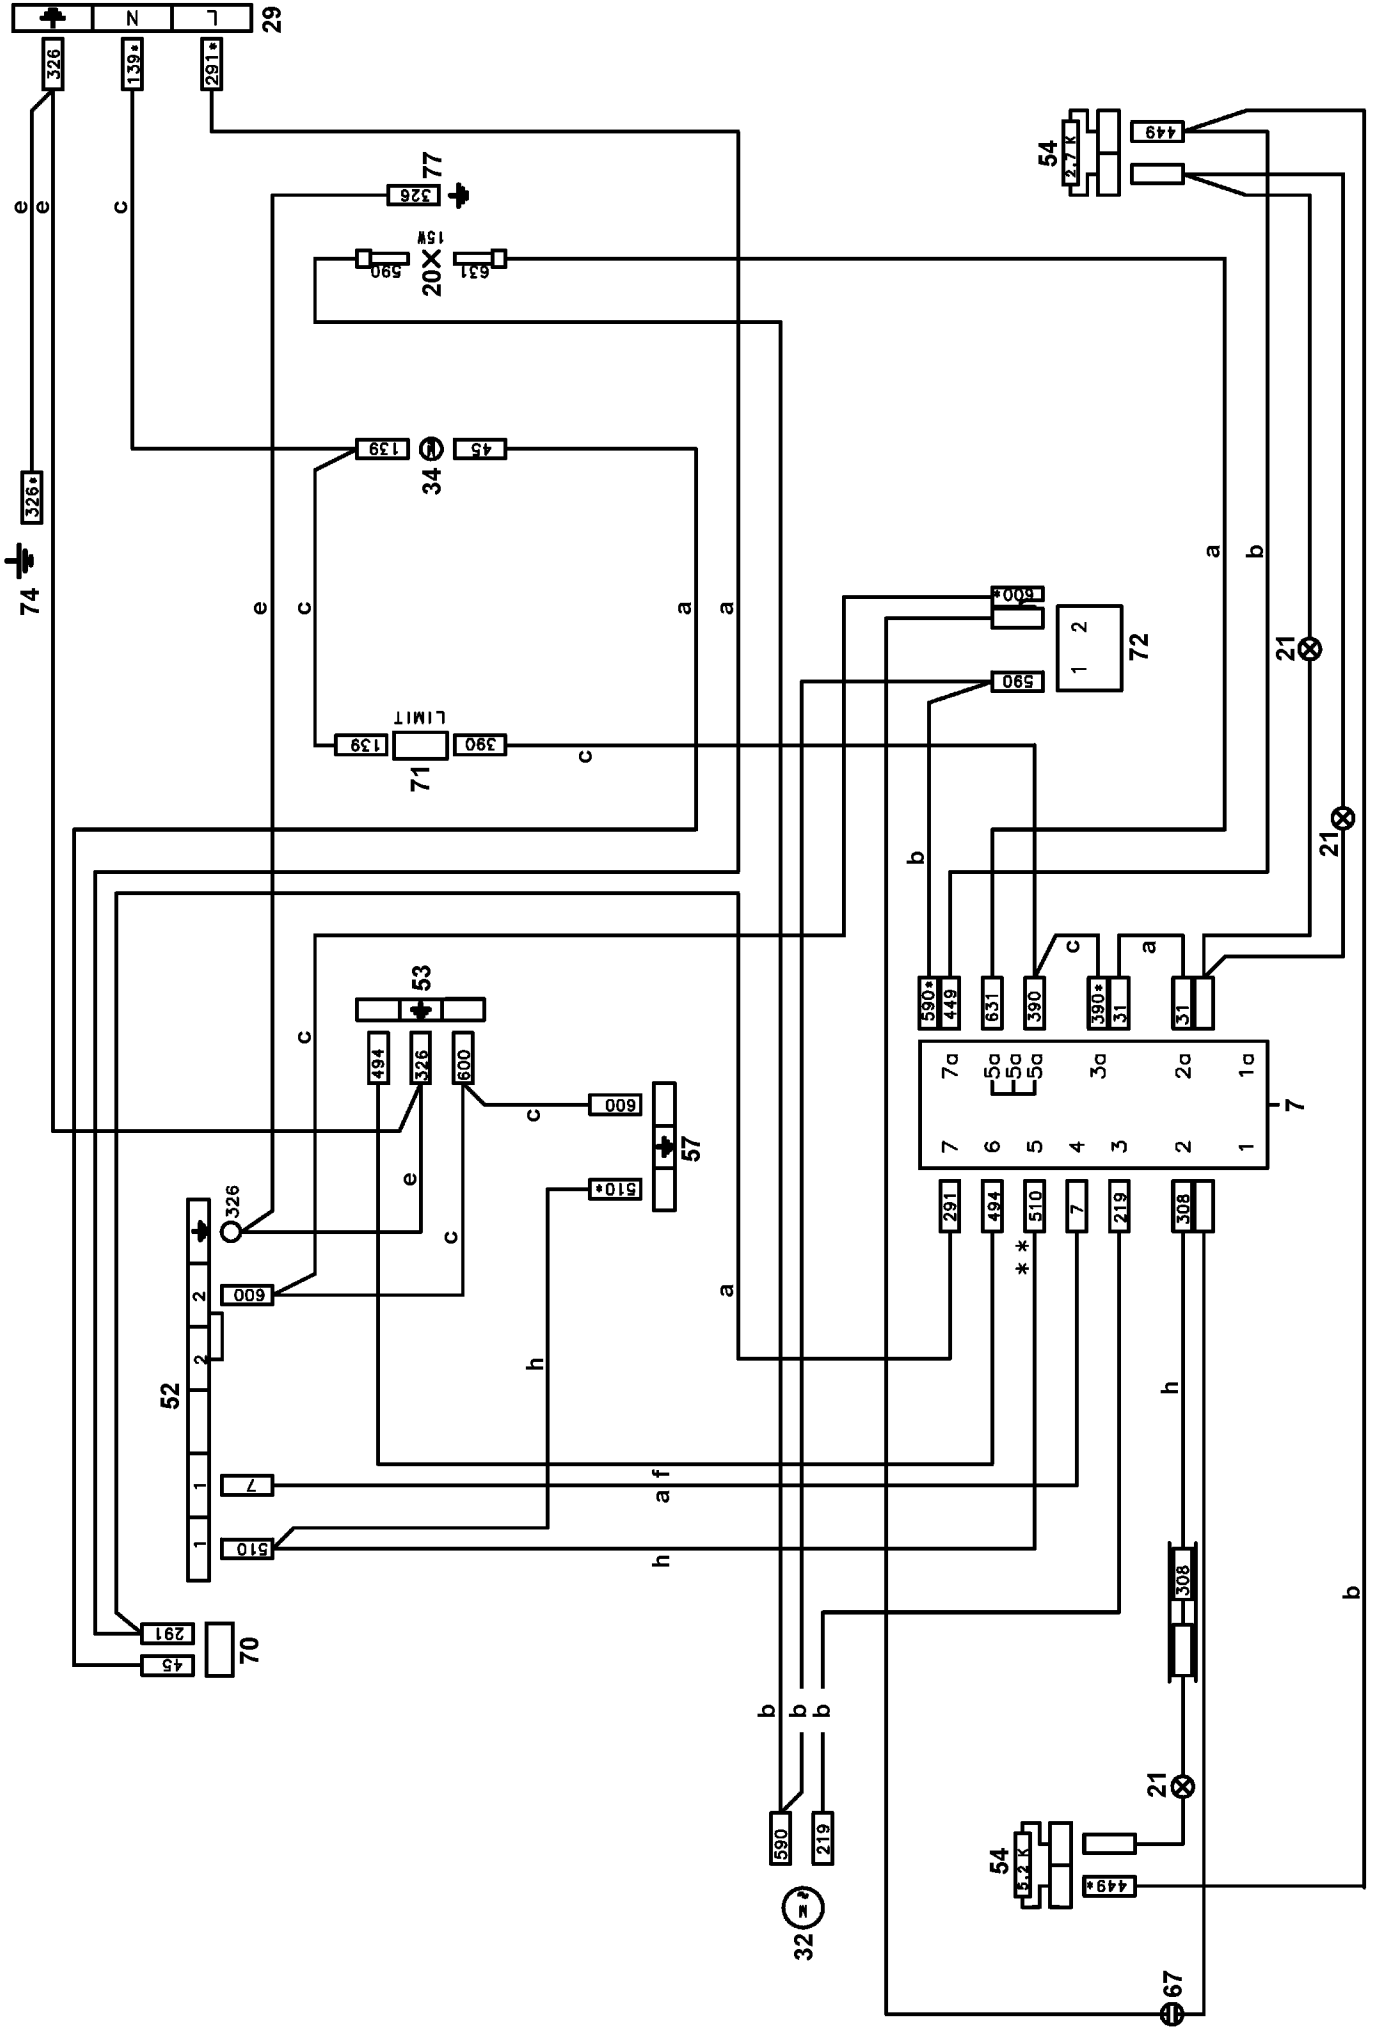 29
N
L
326
139*
291*
e
e
c
77
326
15W
20
590
631
54
2,7 K
449
34
139
45
326*
74
e
c
a
a
a
b
600*
590
1
2
72
21
21
LIMIT
139
390
71
c
b
c
a
53
494
326
600
c
c
600
510*
57
e
c
h
590*
449
631
390
390*
31
31
7a
5a
5a
5a
3a
2a
1a
7
6
5
4
3
2
1
7
291
494
510
7
219
308
* *
52
326
2
2
1
1
600
7
510
f
a
h
a
h
291
45
70
b
b
b
590
219
32
M
~
308
21
54
5,2 K
449*
b
67